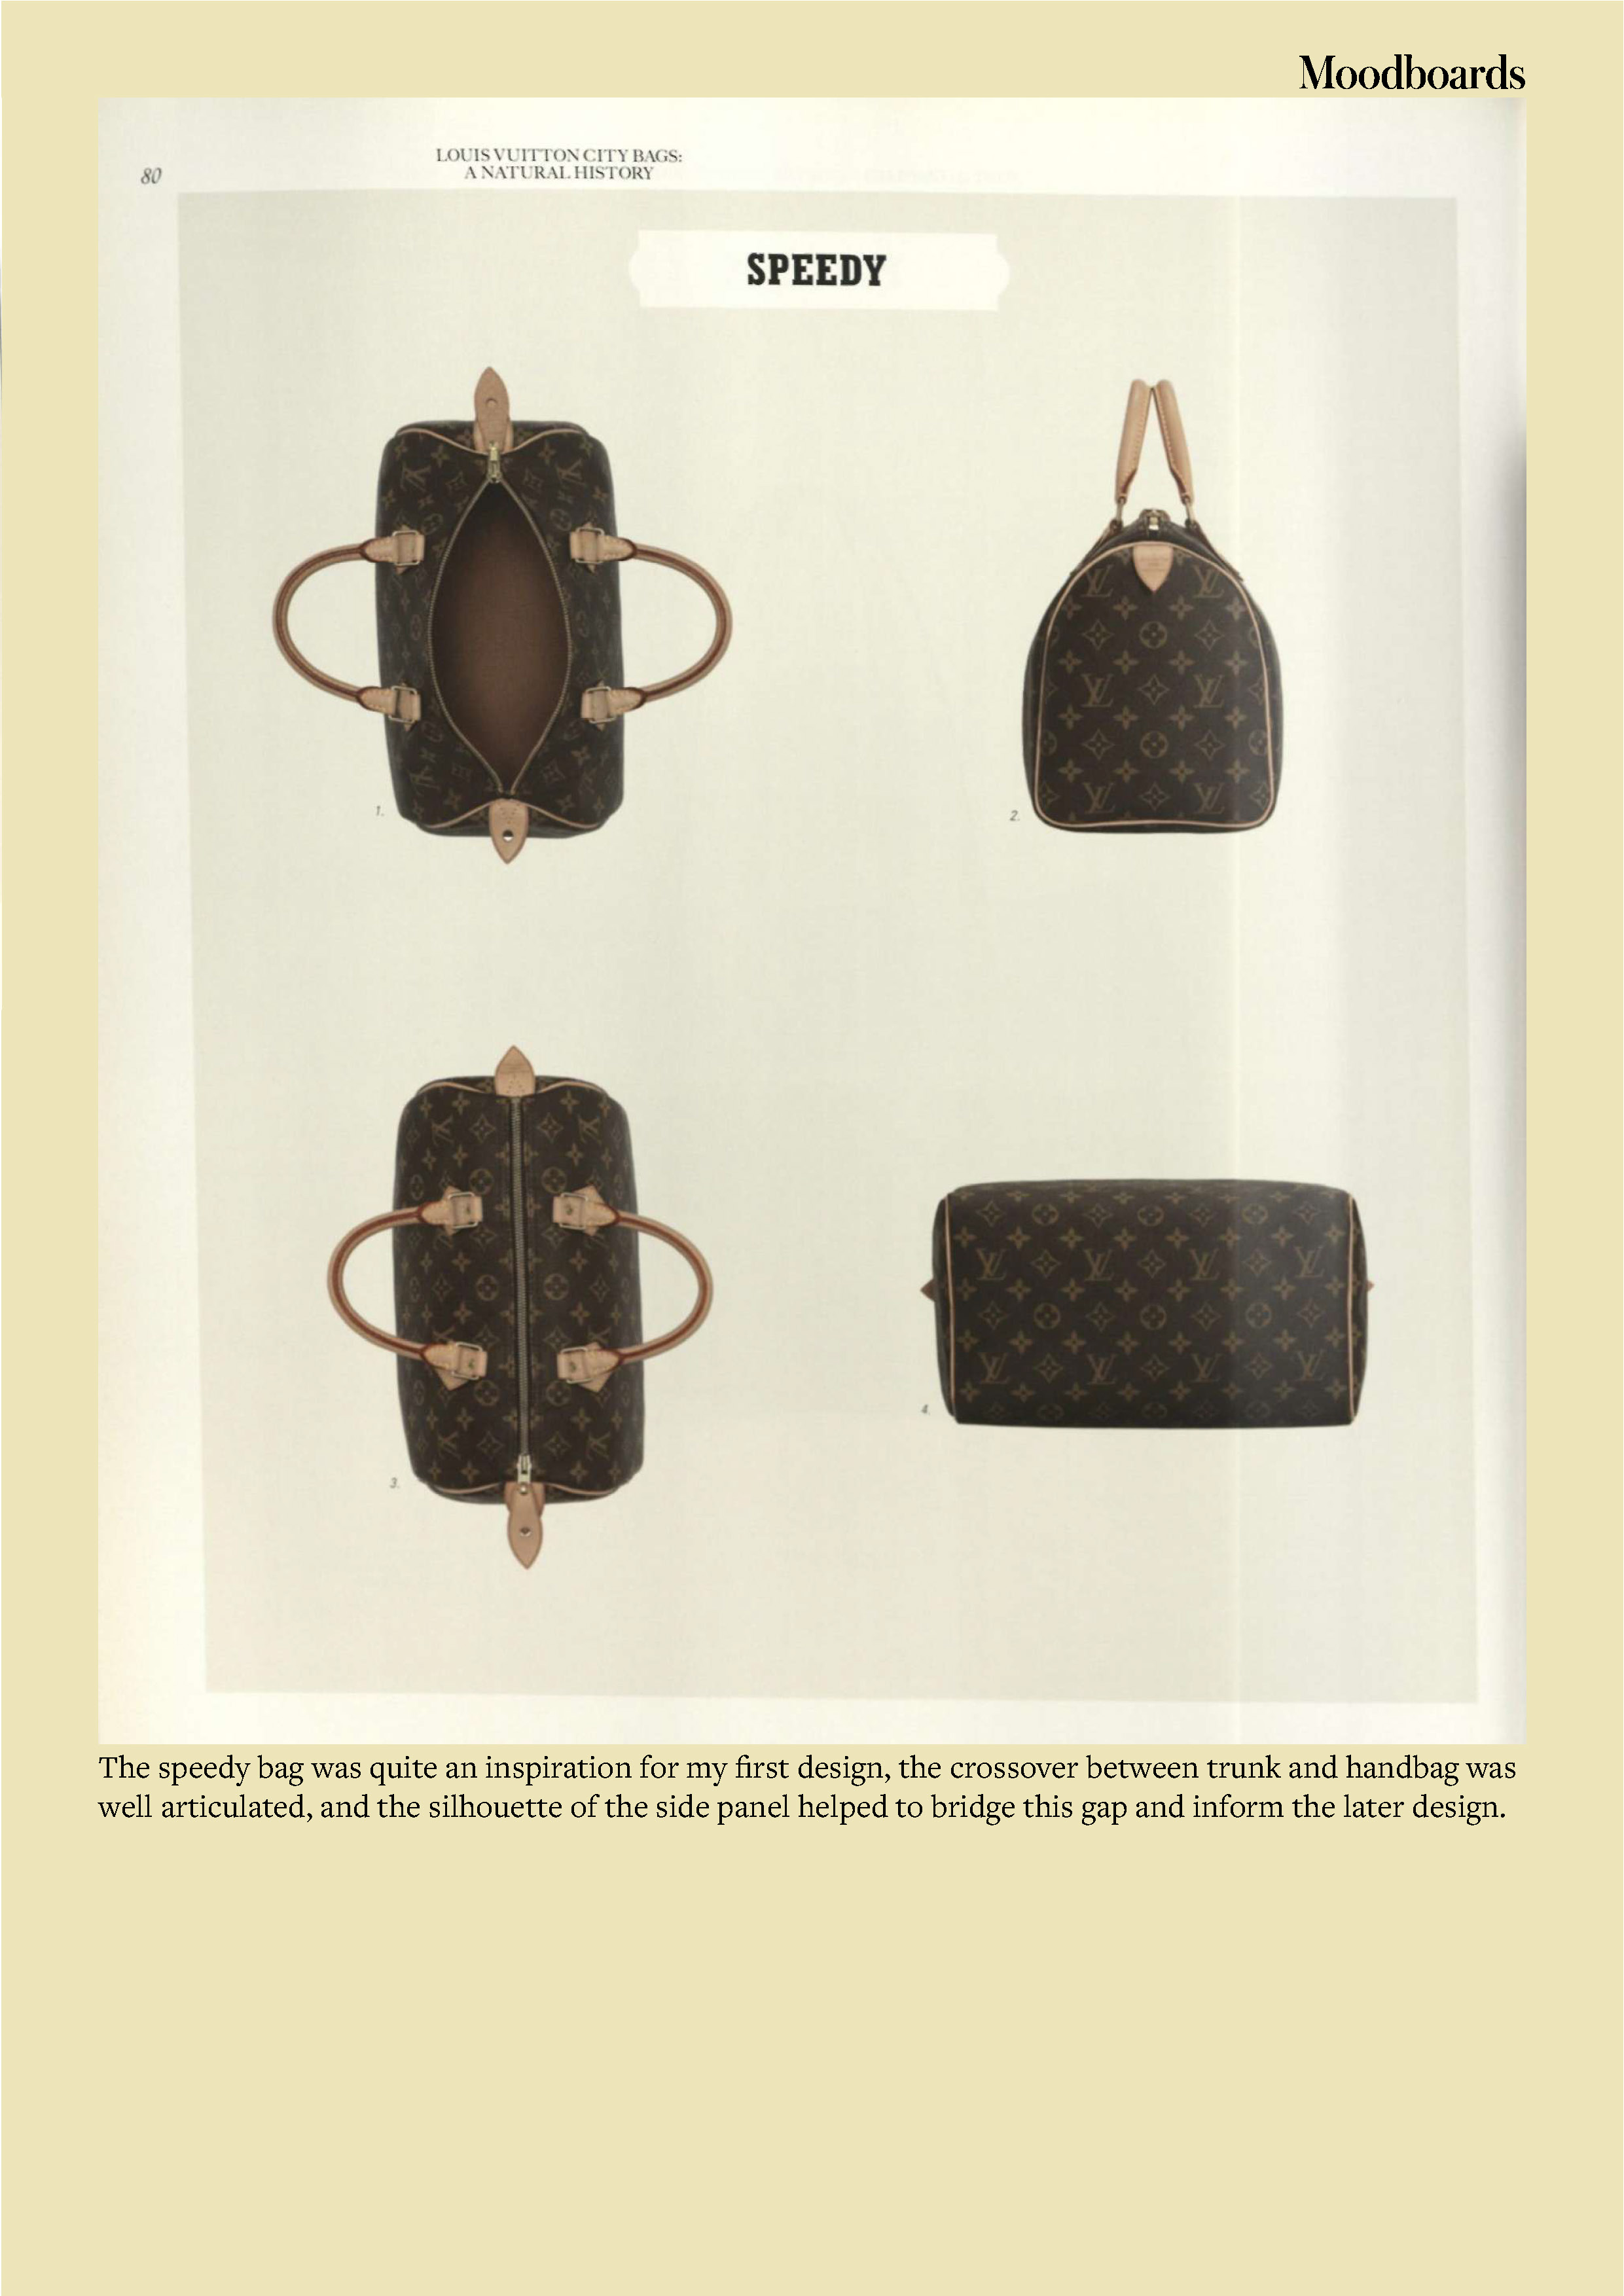 Moodboards
80
LOUIS VUITTON CITY BAGS:
A NATURAL HISTORY
SPEEDY
1.
2.
3.
4.
The speedy bag was quite an inspiration for my first design, the crossover between trunk and handbag was
well articulated, and the silhouette of the side panel helped to bridge this gap and inform the later design.